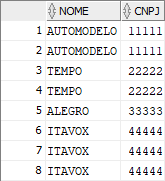 NOME CNPJ
1 AUTOMODELO 11111
2 AUTOMODELO 11111
3 TEMPO 22222
4 TEMPO 22222
5 ALEGRO 33333
6 ITAVOX 44444
7 ITAVOX 44444
8 ITAVOX 44444